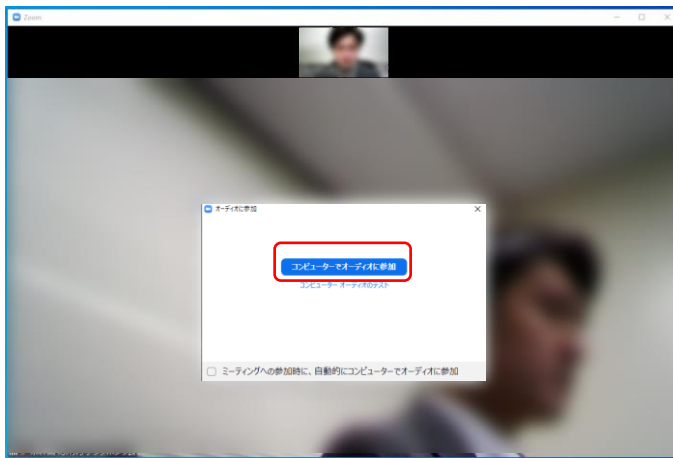 Zoom
オーディオに参加
コンピューターでオーディオに参加
コンピューター オーディオのテスト
ミーティングへの参加時に、自動的にコンピューターでオーディオに参加